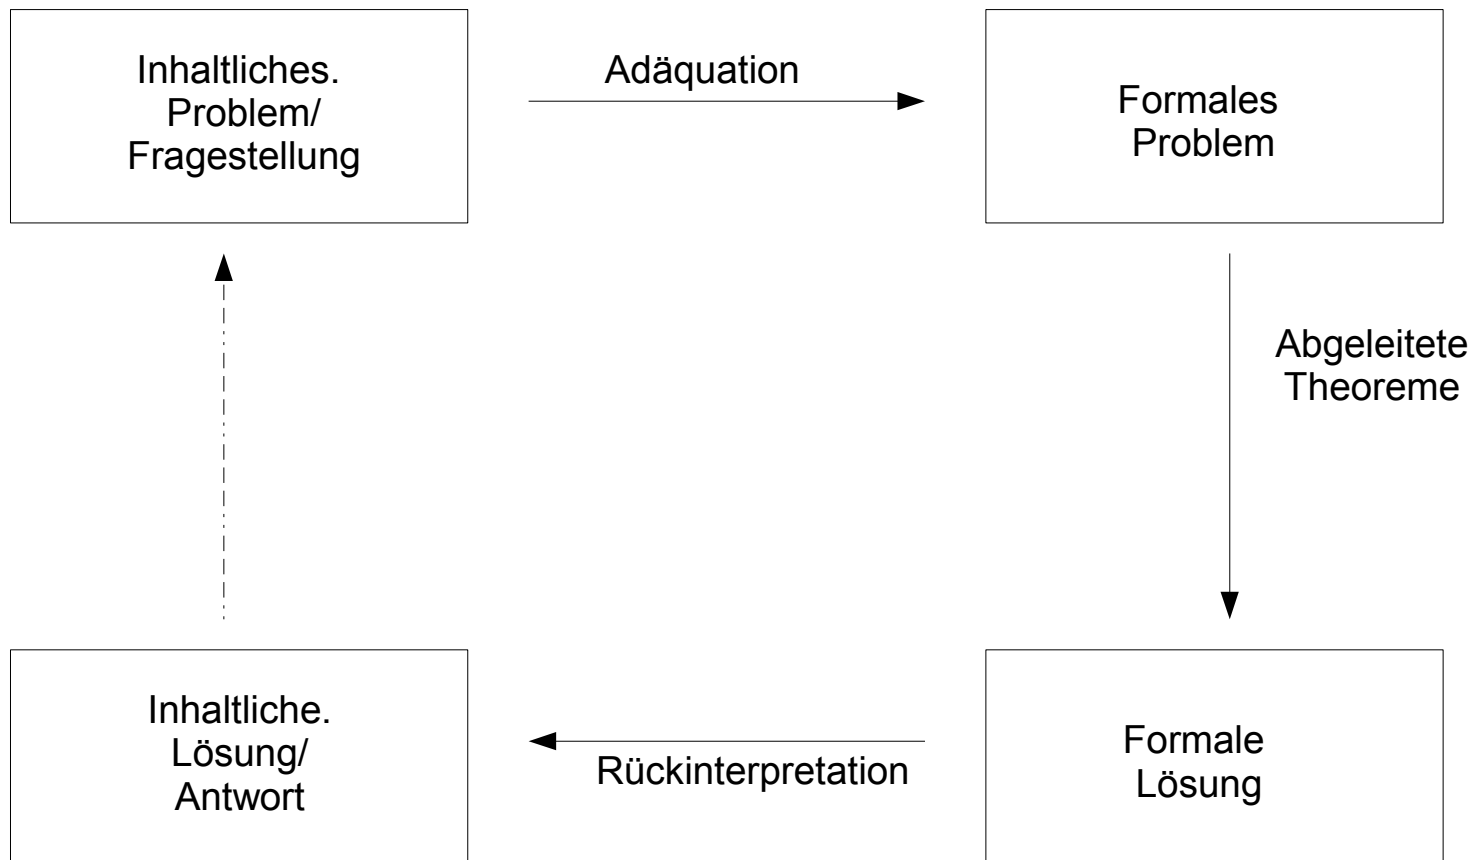 Inhaltliches.
Problem/
Fragestellung
Adäquation
Formales
Problem
Abgeleitete
Theoreme
Inhaltliche.
Lösung/
Antwort
Rückinterpretation
Formale
Lösung